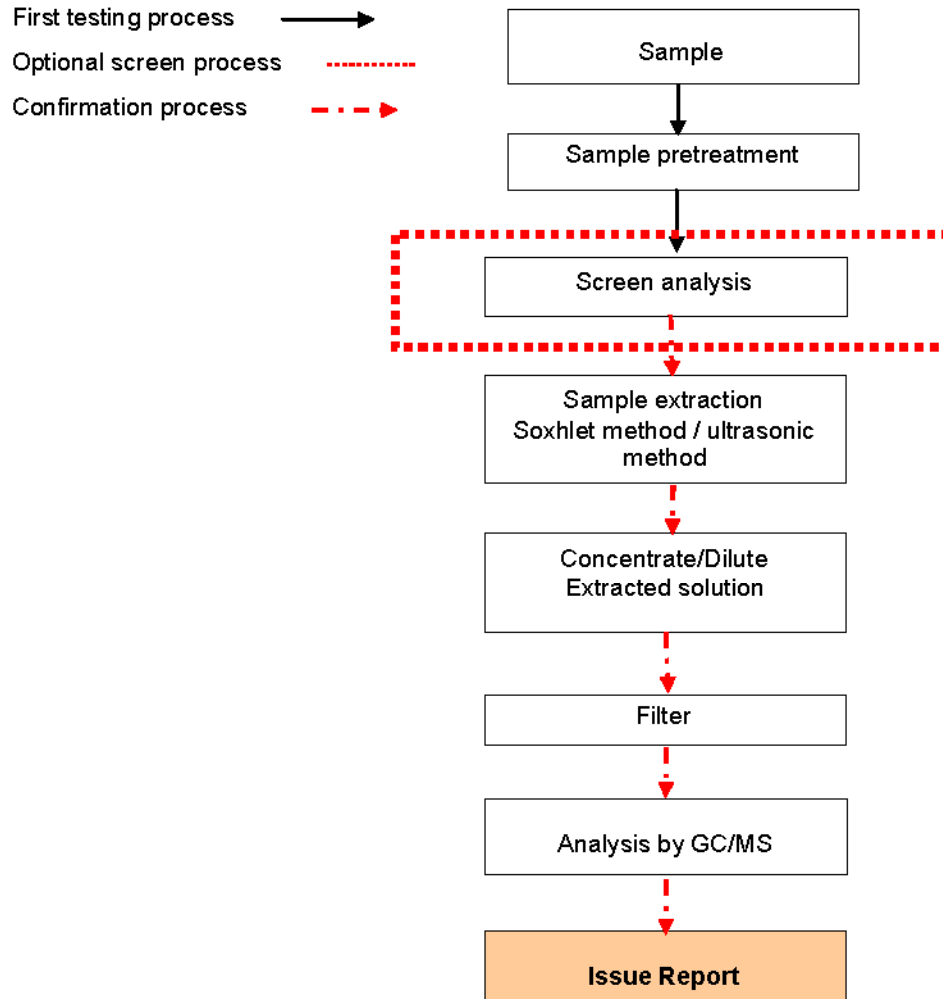 First testing process
Optional screen process
Confirmation process
Sample
Sample pretreatment
Screen analysis
Sample extraction
Soxhlet method / ultrasonic
method
Concentrate/Dilute
Extracted solution
Filter
Analysis by GC/MS
Issue Report